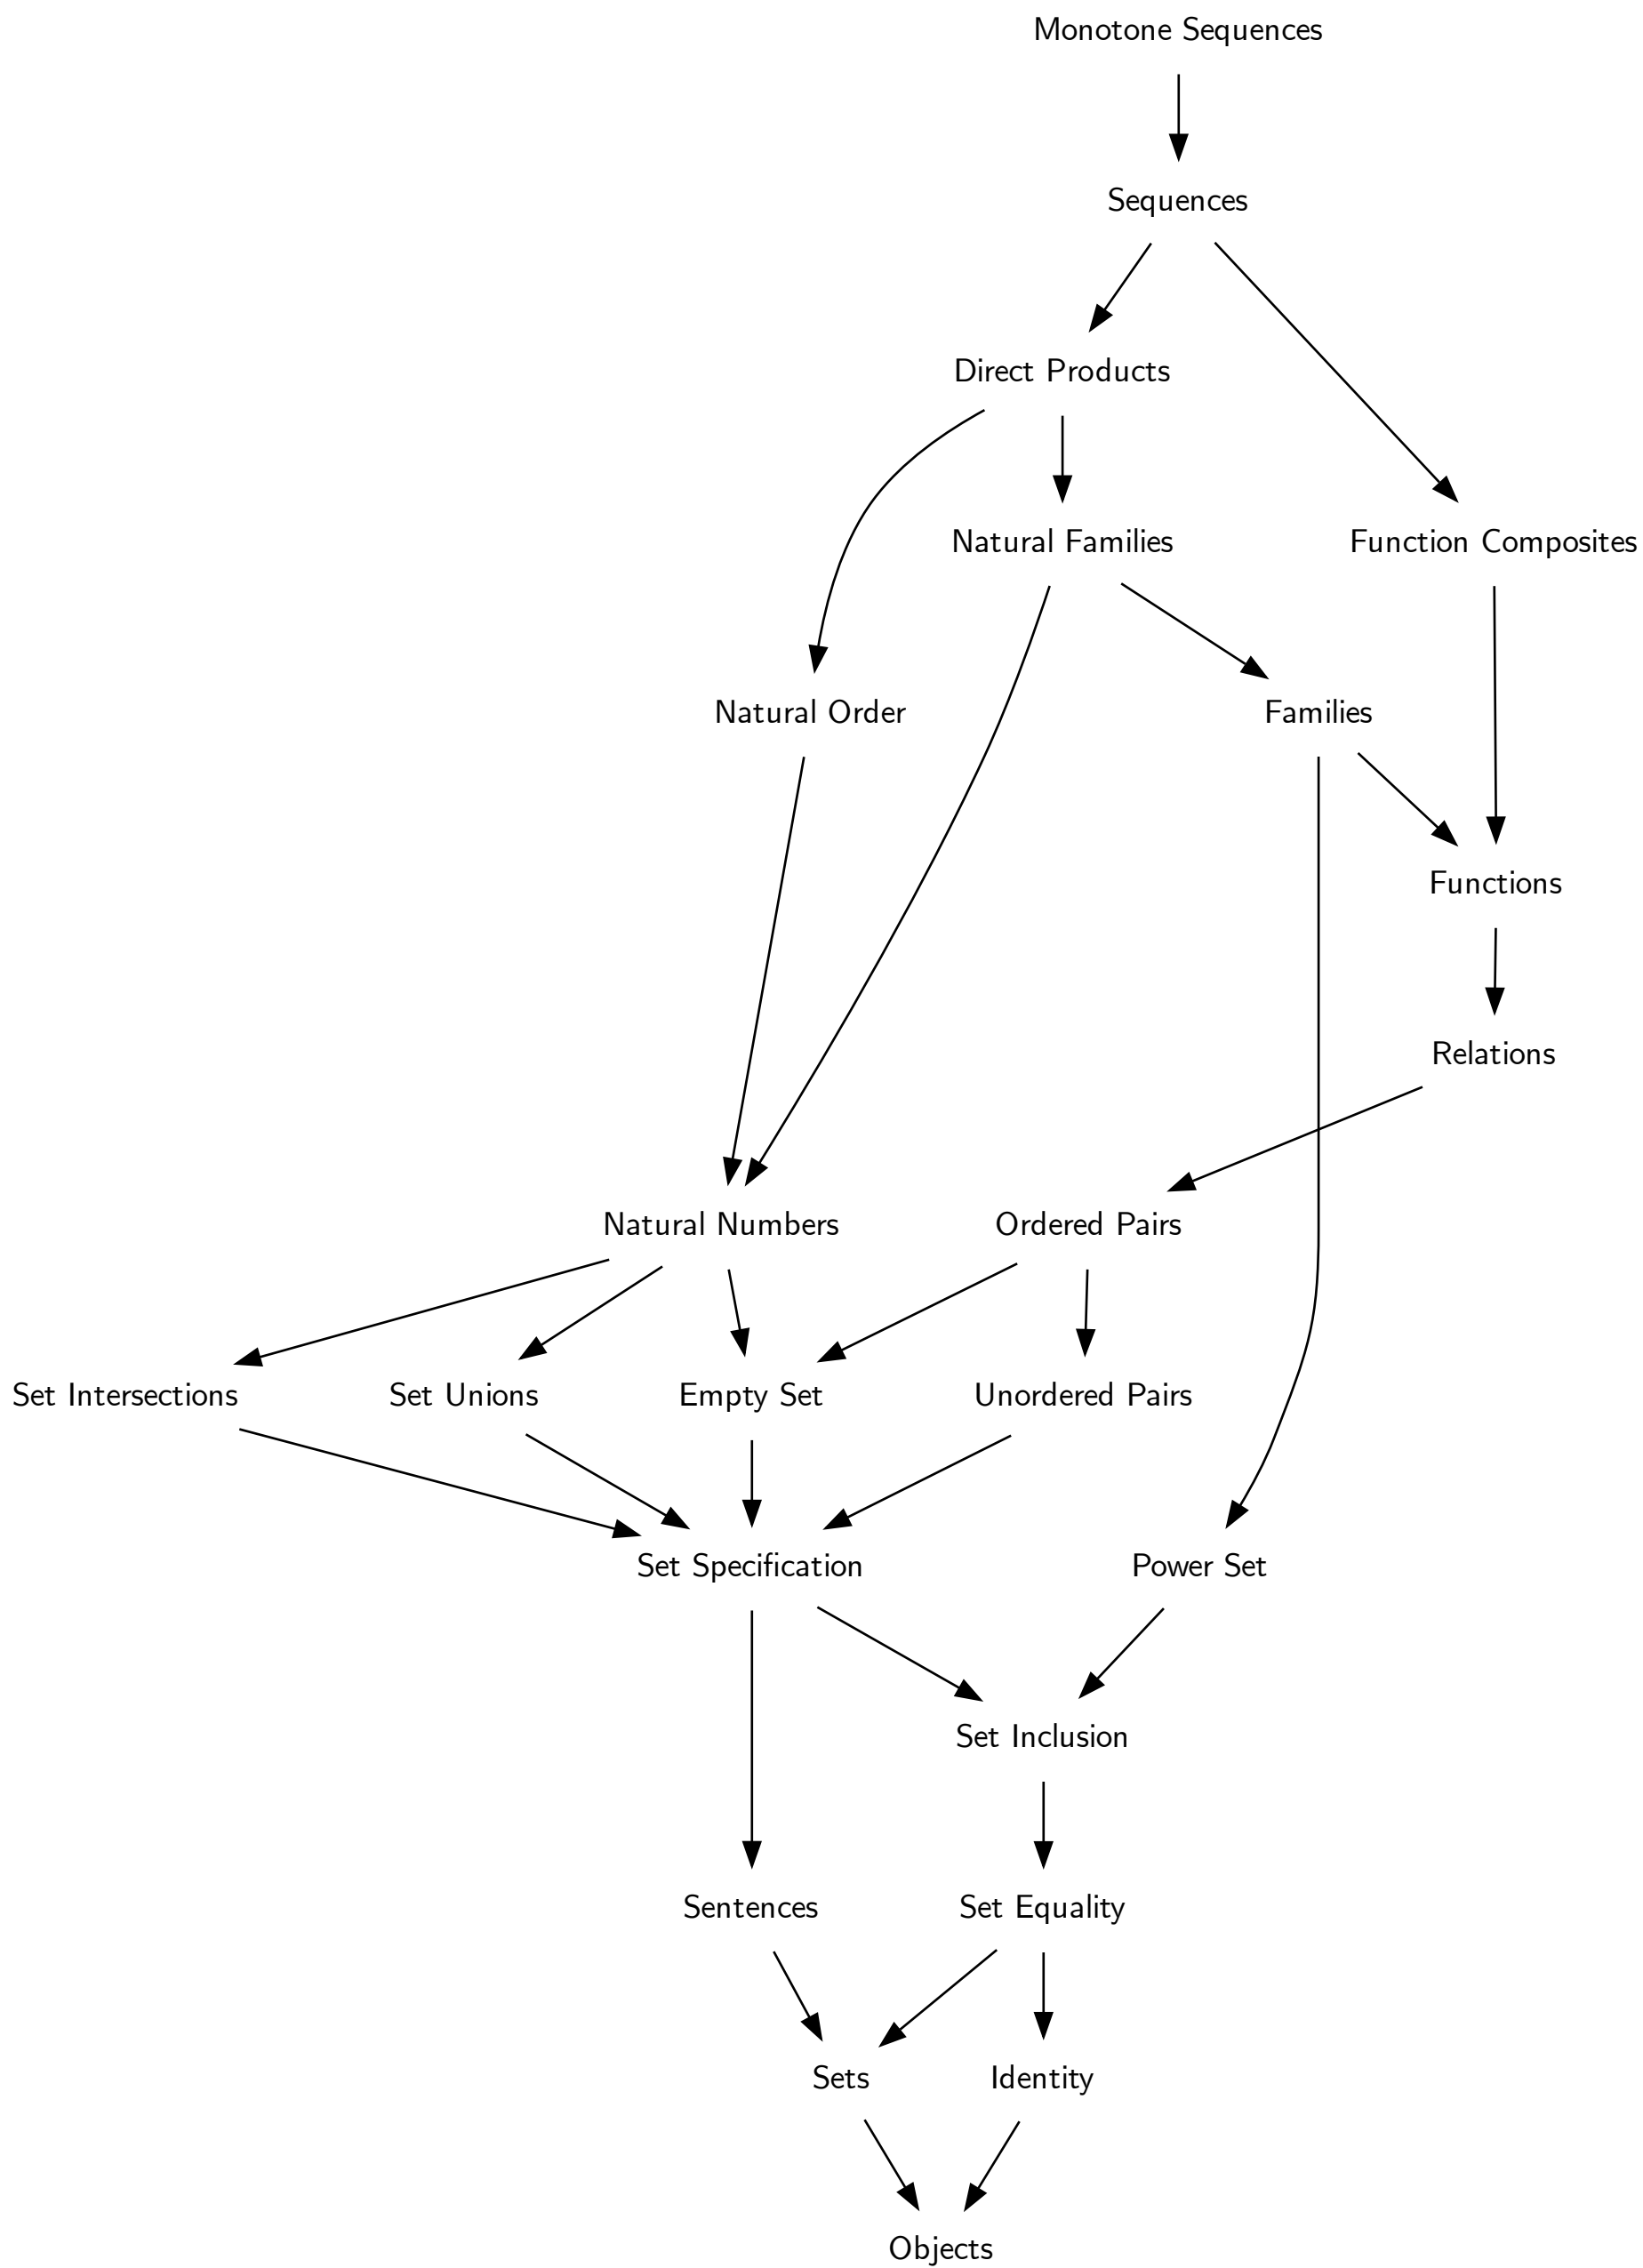 Monotone Sequences
Sequences
Direct Products
Natural Families
Function Composites
Natural Order
Families
Functions
Relations
Natural Numbers
Ordered Pairs
Set Intersections
Set Unions
Empty Set
Unordered Pairs
Set Specification
Power Set
Set Inclusion
Sentences
Set Equality
Sets
Identity
Objects